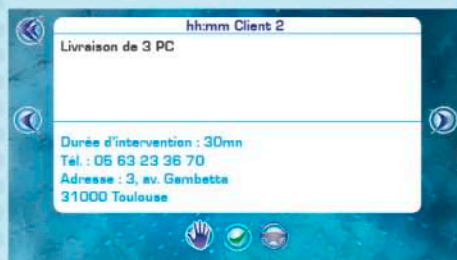 hh:mm Client 2
Livraison de 3 PC
Durée d'intervention : 30mn
Tél. : 05 63 23 36 70
Adresse : 3, av. Gambetta
31000 Toulouse